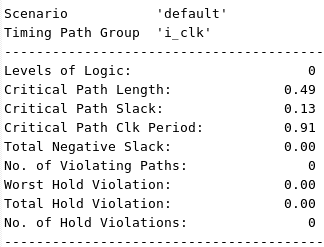 Scenario 'default'
Timing Path Group 'i_clk'
----------------------------------------
Levels of Logic: 0
Critical Path Length: 0.49
Critical Path Slack: 0.13
Critical Path Clk Period: 0.91
Total Negative Slack: 0.00
No. of Violating Paths: 0
Worst Hold Violation: 0.00
Total Hold Violation: 0.00
No. of Hold Violations: 0
----------------------------------------